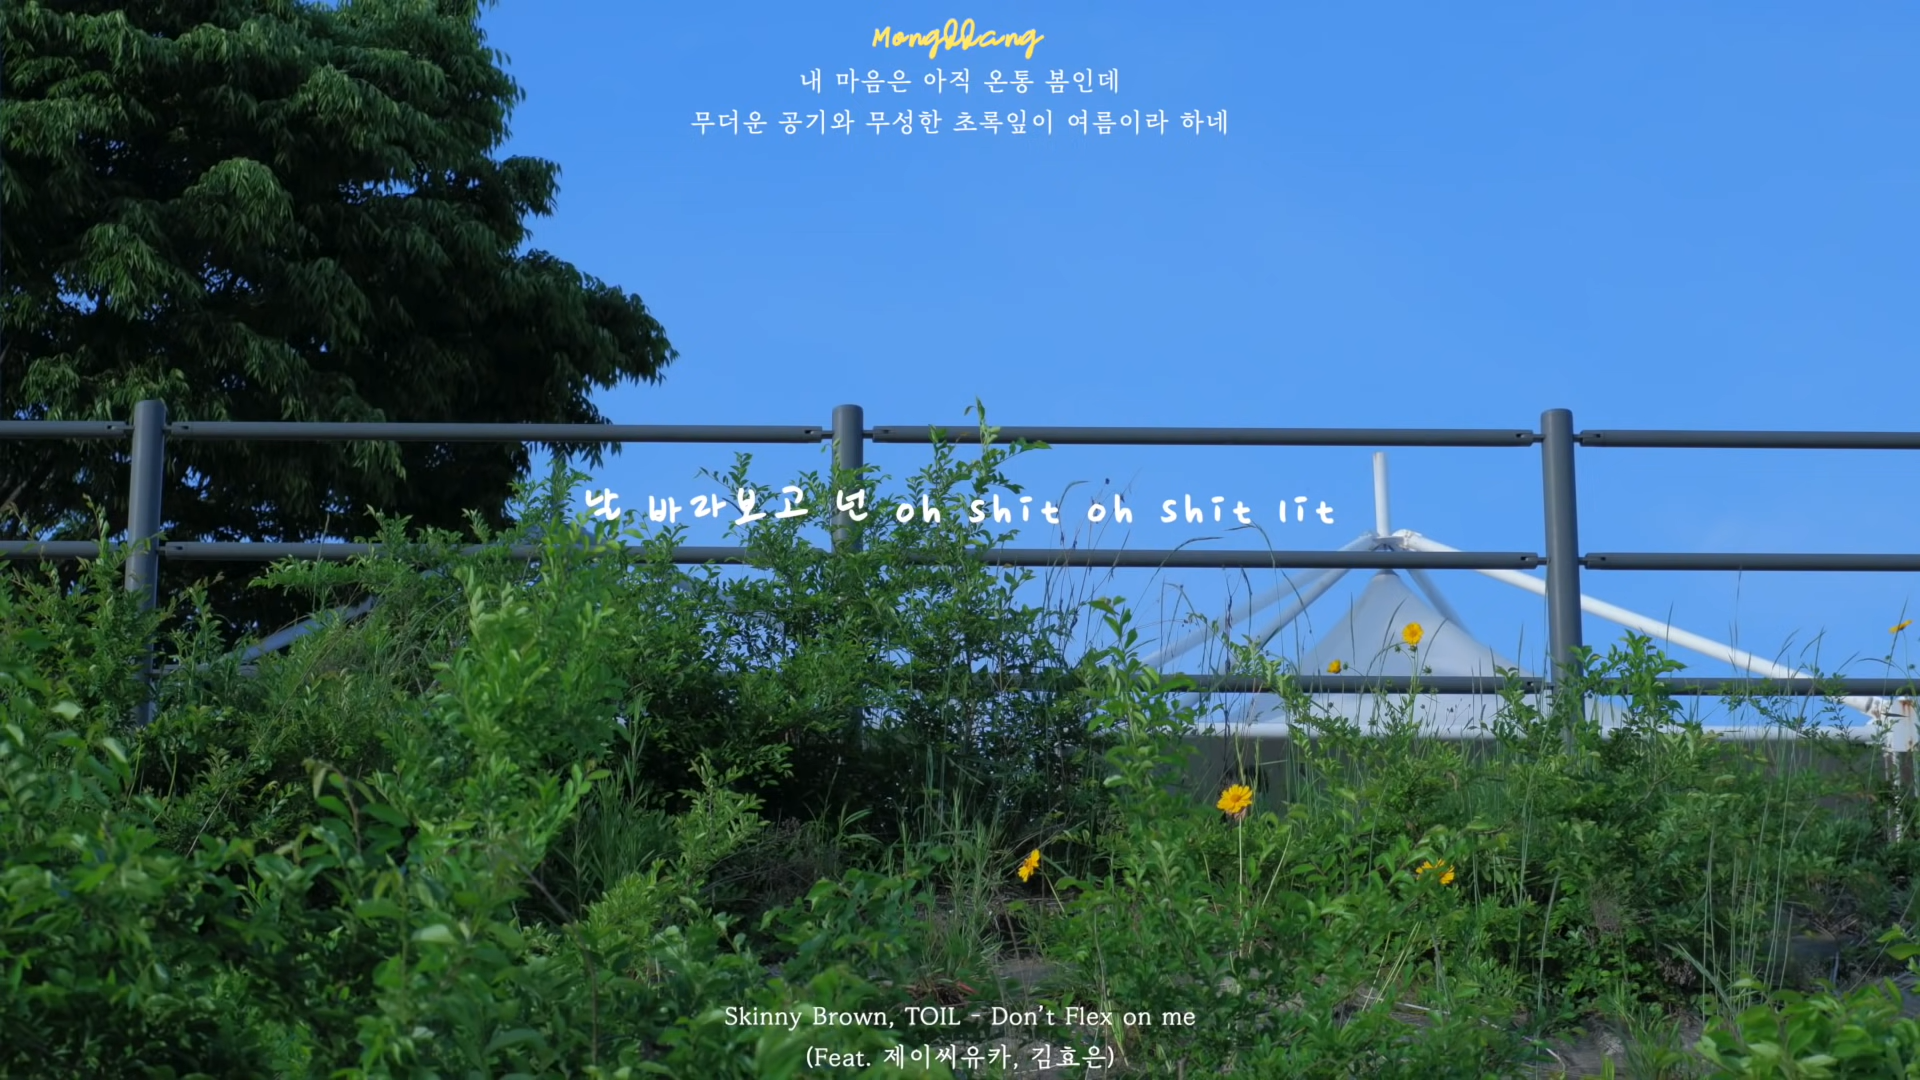 Mongllang
내 마음은 아직 온통 봄인데
무더운 공기와 무성한 초록잎이 여름이라 하네
날 바라보고 넌 oh shit oh shit lit
Skinny Brown, TOIL - Don't Flex on me
(Feat. 제이씨유카, 김효은)